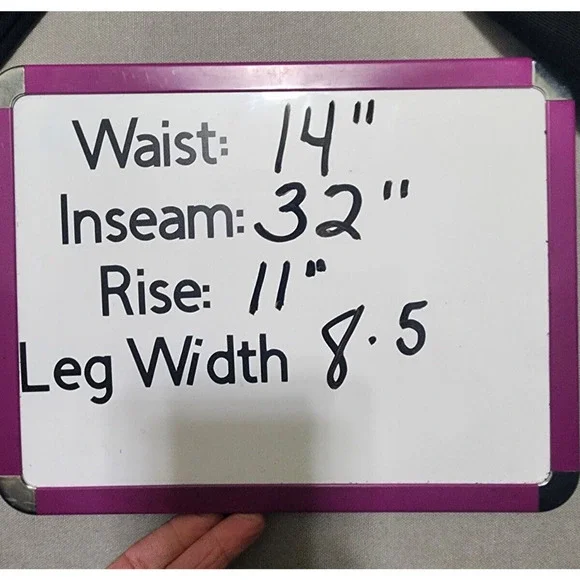 Waist: 14"
Inseam: 32"
Rise: 11"
Leg Width 8.5